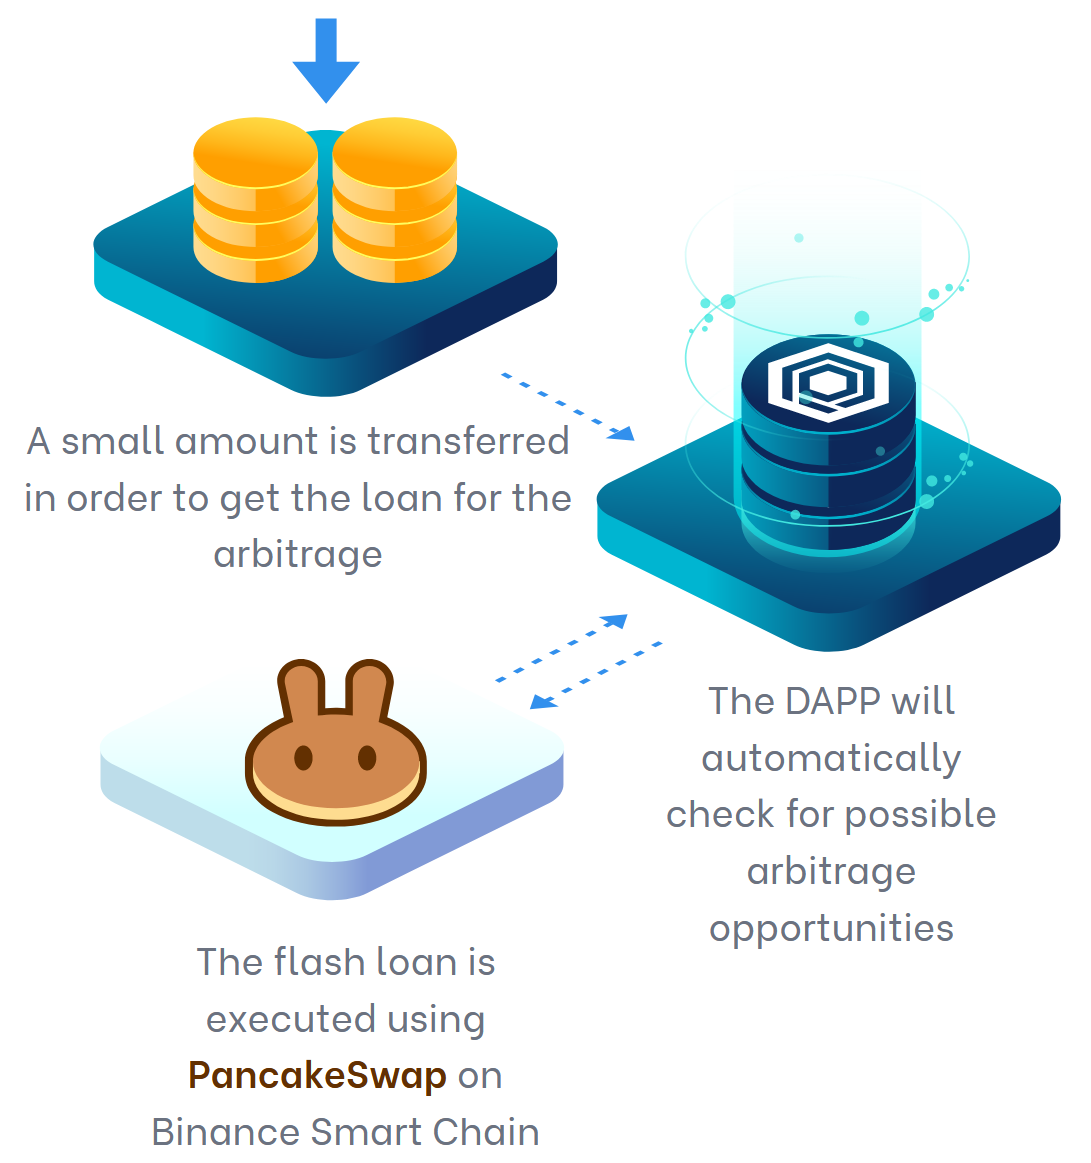 A small amount is transferred
in order to get the loan for the
arbitrage
The DAPP will
automatically
check for possible
arbitrage
opportunities
The flash loan is
executed using
PancakeSwap on
Binance Smart Chain